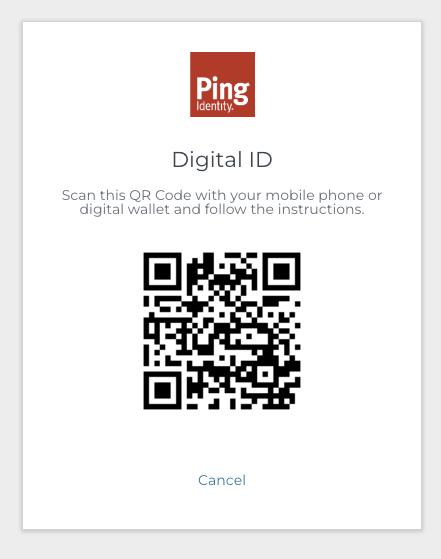 Ping
Identity.
Digital ID
Scan this QR Code with your mobile phone or
digital wallet and follow the instructions.
Cancel